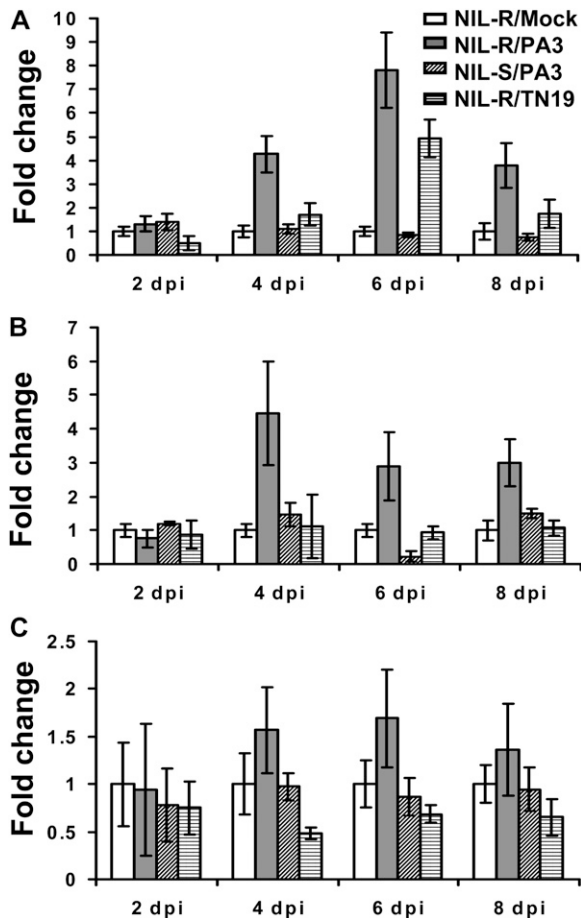 A
10
9
8
7
6
5
4
3
2
1
0
Fold change
NIL-R/Mock
NIL-R/PA3
NIL-S/PA3
NIL-R/TN19
2 dpi 4 dpi 6 dpi 8 dpi
B
7
6
5
4
3
2
1
0
Fold change
2 dpi 4 dpi 6 dpi 8 dpi
C
2.5
2
1.5
1
0.5
0
Fold change
2 dpi 4 dpi 6 dpi 8 dpi